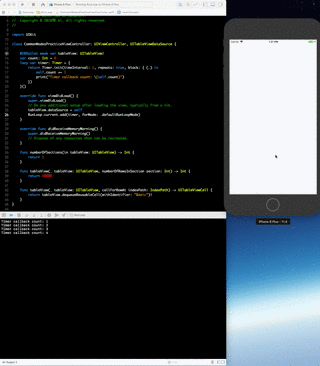 iPhone 8 Plus
//  Copyright
import UIKit
class CommonModesPracticeViewController: UIViewController, UITableViewDataSource {
@IBOutlet weak var tableView: UITableView!
var count: Int = 0
lazy var timer: Timer = {
return Timer.init(timeInterval: 1, repeats: true, block: { (_) in
self.count += 1
print("Timer callback count: \(self.count)")
})
}()
override func viewDidLoad() {
super.viewDidLoad()
// Do any additional setup after loading the view, typically from a nib.
tableView.dataSource = self
RunLoop.current.add(timer, forMode: .defaultRunLoopMode)
}
override func didReceiveMemoryWarning() {
super.didReceiveMemoryWarning()
// Dispose of any resources that can be recreated.
}
func numberOfSections(in tableView: UITableView) -> Int {
return 1
}
func tableView(_ tableView: UITableView, numberOfRowsInSection section: Int) -> Int {
return
}
func tableView(_ tableView: UITableView, cellForRowAt indexPath: IndexPath) -> UITableViewCell {
return tableView.dequeueReusableCell(withIdentifier: "Basic")!
}
}
Timer callback count: 1
Timer callback count: 2
Timer callback count: 3
Timer callback count: 4
iPhone 8 Plus - 11.4